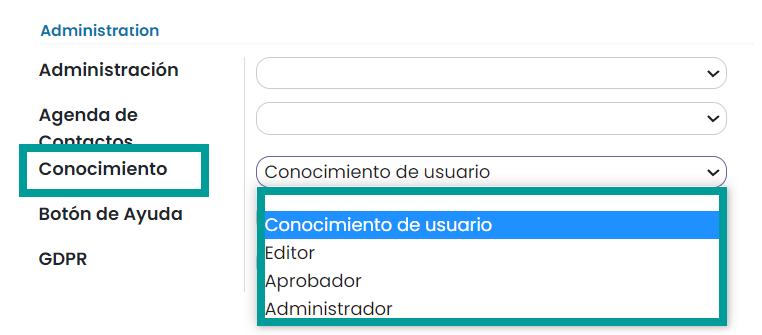 Administration
Administración
Agenda de
Contactos
Conocimiento
Conocimiento de usuario
Conocimiento de usuario
Botón de Ayuda
Editor
GDPR
Aprobador
Administrador